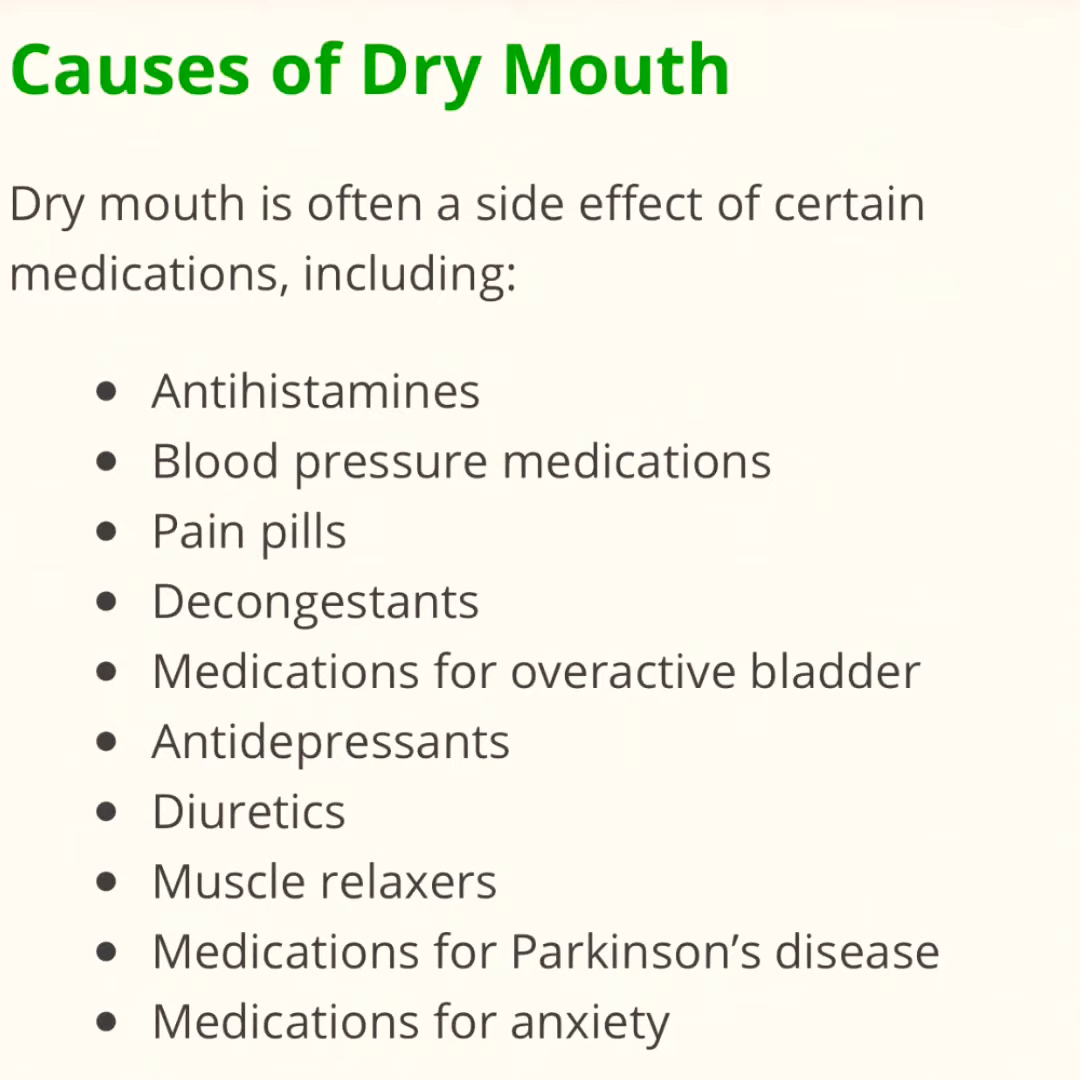 Causes of Dry Mouth
Dry mouth is often a side effect of certain
medications, including:
• Antihistamines
• Blood pressure medications
• Pain pills
• Decongestants
• Medications for overactive bladder
• Antidepressants
• Diuretics
• Muscle relaxers
• Medications for Parkinson’s disease
• Medications for anxiety